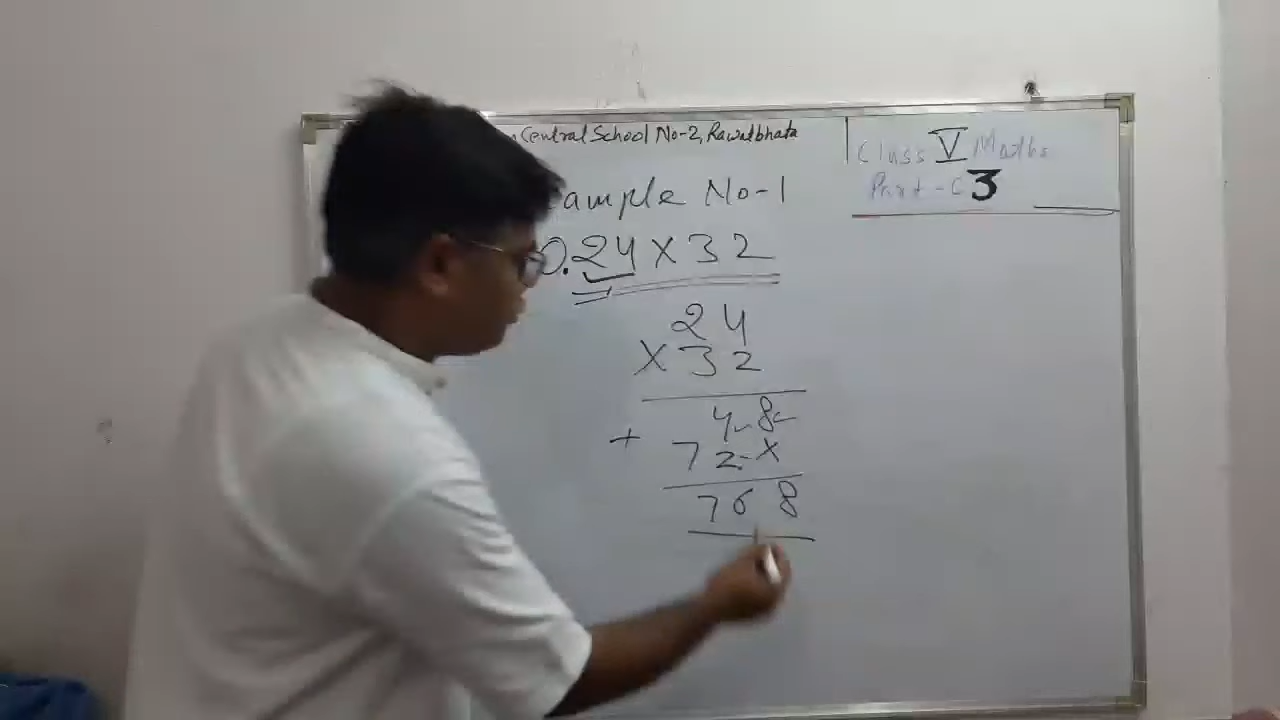 Central School No-2, Rawatbhata
Class V Maths
Part-C 3
ample No-1
0.24 X 32
24
X 32
48
+ 72 X
768